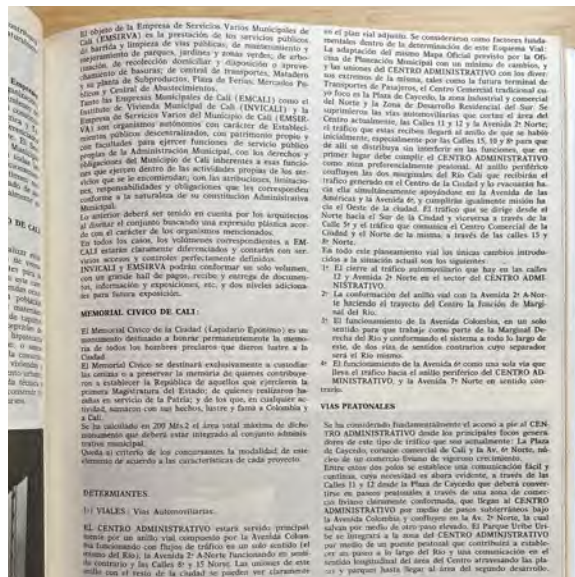 El objeto de la Empresa de Servicios Varios Municipales de
Cali (EMSIRVA) es la prestación de los servicios públicos,
de barrida y limpieza de vías públicas; de mantenimiento y
mejoramiento de parques, jardines y zonas verdes; de arbo-
rización, de recolección domiciliar y disposición o aprove-
chamiento de basuras; de central de transportes, Matadero
y su planta de Subproductos, Plaza de Ferias, Mercados Pú-
blicos y Central de Abastecimientos.
Tanto las Empresas Municipales de Cali (EMCALI) como el
Instituto de Vivienda Municipal de Cali (INVICALI) y la
Empresa de Servicios Varios del Municipio de Cali (EMSIR-
VA) son organismos autónomos con carácter de Estableci-
mientos públicos descentralizados, con patrimonio propio y
con facultades para ejercer funciones de servicio público
propias de la Administración Municipal, con los derechos y
obligaciones del Municipio de Cali inherentes a esas funcio-
nes que ejercen dentro de las actividades propias de los ser-
vicios que se le encomiendan; con las atribuciones, limitacio-
nes, responsabilidades y obligaciones que les corresponden
conforme a la naturaleza de su constitución Administrativa
Municipal.
Lo anterior deberá ser tenido en cuenta por los arquitectos
al diseñar el conjunto buscando una expresión plástica acor-
de con el carácter de los organismos mencionados.
En todos los casos, los volúmenes correspondientes a EM-
CALI estarán claramente diferenciados y contarán con ser-
vicios accesos y controles perfectamente definidos.
INVICALI y EMSIRVA podrán conformar un solo volumen,
con un grande hall de pagos, recibo y entrega de documen-
tos, información y exposiciones, etc, y dos niveles adiciona-
les para futura exposición.
MEMORIAL CIVICO DE CALI:
El Memorial Cívico de la Ciudad (Lapidario Epónimo) es un
monumento destinado a honrar permanentemente la memo-
ria de todos los hombres preclaros que dieron lustre a la
Ciudad.
El Memorial Cívico se destinará exclusivamente a custodiar
las cenizas o a preservar la memoria de quienes contribuye-
ron a establecer la República de aquellos que ejercieron la
primera Magistratura del Estado; de quienes realizaron ha-
zañas en servicio de la Patria; y de los que, en cualquier ac-
tividad, sumaron con sus hechos, lustre y fama a Colombia y
a Cali.
Se ha calculado en 200 Mts.2 el área total máxima de dicho
monumento que deberá estar integrado al conjunto adminis-
trativo municipal.
Queda al criterio de los concursantes la modalidad de este
elemento de acuerdo a las características de cada proyecto.
DETERMIANTES.
VIALES: Vías Automoviliarias.
EL CENTRO ADMINISTRATIVO estará servido principal-
mente por un anillo vial compuesto por la Avenida Colom-
bia funcionando con flujos de tráfico en un solo sentido (el
mismo del Río); la Avenida 2ª A-Norte funcionando en senti-
do contrario y las Calles 8ª y 15 Norte. Las uniones de este
anillo con el resto de la ciudad se pueden ver claramente
en el plan vial adjunto. Se consideraron como factores funda-
mentales dentro de la determinación de este Esquema Vial:
La adaptación del mismo Mapa Oficial previsto por la Ofi-
cina de Planeación Municipal con un mínimo de cambios, y
las uniones del CENTRO ADMINISTRATIVO con los diver-
sos extremos de la misma, tales como la futura terminal de
Transportes de Pasajeros, el Centro Comercial tradicional cu-
yo foco es la Plaza de Caycedo, la zona Industrial y comercial
del Norte y la Zona de Desarrollo Residencial del Sur. Se
suprimieron las vías automoviliarias que cortan el área del
Centro actualmente, las Calles 11 y 12 y la Avenida 2ª Norte;
el tráfico que estas reciben llegará al anillo de que se habló
inicialmente, especialmente por las Calles 15, 10 y 8ª para que
de allí se distribuya sin interferir en las funciones, que en
primer lugar debe cumplir el CENTRO ADMINISTRATIVO
como zona preferencialmente peatonal. Al anillo periférico
confluyen las dos marginales del Río Cali que recibirán el
tráfico generado en el Centro de la Ciudad y lo evacuarán ha-
cia ella simultáneamente apoyándose en la Avenida de las
Américas y la Avenida 6ª, y cumplirán igualmente misión ha-
cia el Oeste de la ciudad. El tráfico que se dirige desde el
Norte hacia el Sur de la Ciudad y viceversa a través de la
Calle 5ª y el tráfico que comunica el Centro Comercial de la
Ciudad y el Norte de la misma, a través de las calles 15 y
8ª Norte.
En todo este planeamiento vial los únicos cambios introdu-
cidos a la situación actual son los siguientes:
1º El cierre al tráfico automoviliario que hay en las calles
12 y Avenida 2ª Norte en el sector del CENTRO ADMI-
NISTRATIVO.
2º La conformación del anillo vial con la Avenida 2ª A-Nor-
te haciendo el trayecto del Centro la función de Margi-
nal del Río.
3º El funcionamiento de la Avenida Colombia, en un solo
sentido para que trabaje como parte de la Marginal De-
recha del Río y conformando el sistema a todo lo largo de
este, de dos vías de sentidos contrarios cuyo separador
será el Río mismo.
4º El funcionamiento de la Avenida 6ª como una sola vía que
lleva el tráfico hacia el anillo periférico del CENTRO AD-
MINISTRATIVO, y la Avenida 7ª Norte en sentido con-
trario.
VIAS PEATONALES
Se ha considerado fundamentalmente el acceso a pie al CEN-
TRO ADMINISTRATIVO desde los principales focos genera-
dores de este tipo de tráfico que son actualmente: La Plaza
de Caycedo, corazón comercial de Cali y la Av. 6ª Norte, nú-
cleo de un comercio liviano de vigoroso crecimiento.
Entre estos dos polos se establece una comunicación fácil y
contínua, cuya necesidad es ahora evidente, a través de las
Calles 11 y 12 desde la Plaza de Caycedo que deberá conver-
tirse en paseos peatonales a través de una zona de comer-
cio liviano claramente conformada, que llegan al CENTRO
ADMINISTRATIVO por medio de pasos subterráneos bajo
la Avenida Colombia y confluyen en la Av. 2ª Norte, la cual
salvan por medio de otro paso elevado. El Parque Uribe Uri-
be se integrará a la zona del CENTRO ADMINISTRATIVO
por medio de un puente peatonal que contribuirá a estable-
cer un paseo a lo largo del Río y una comunicación en el
sentido longitudinal del área del Centro atravesando las pla-
zas y parques hasta llegar al área del segundo desarrollo.